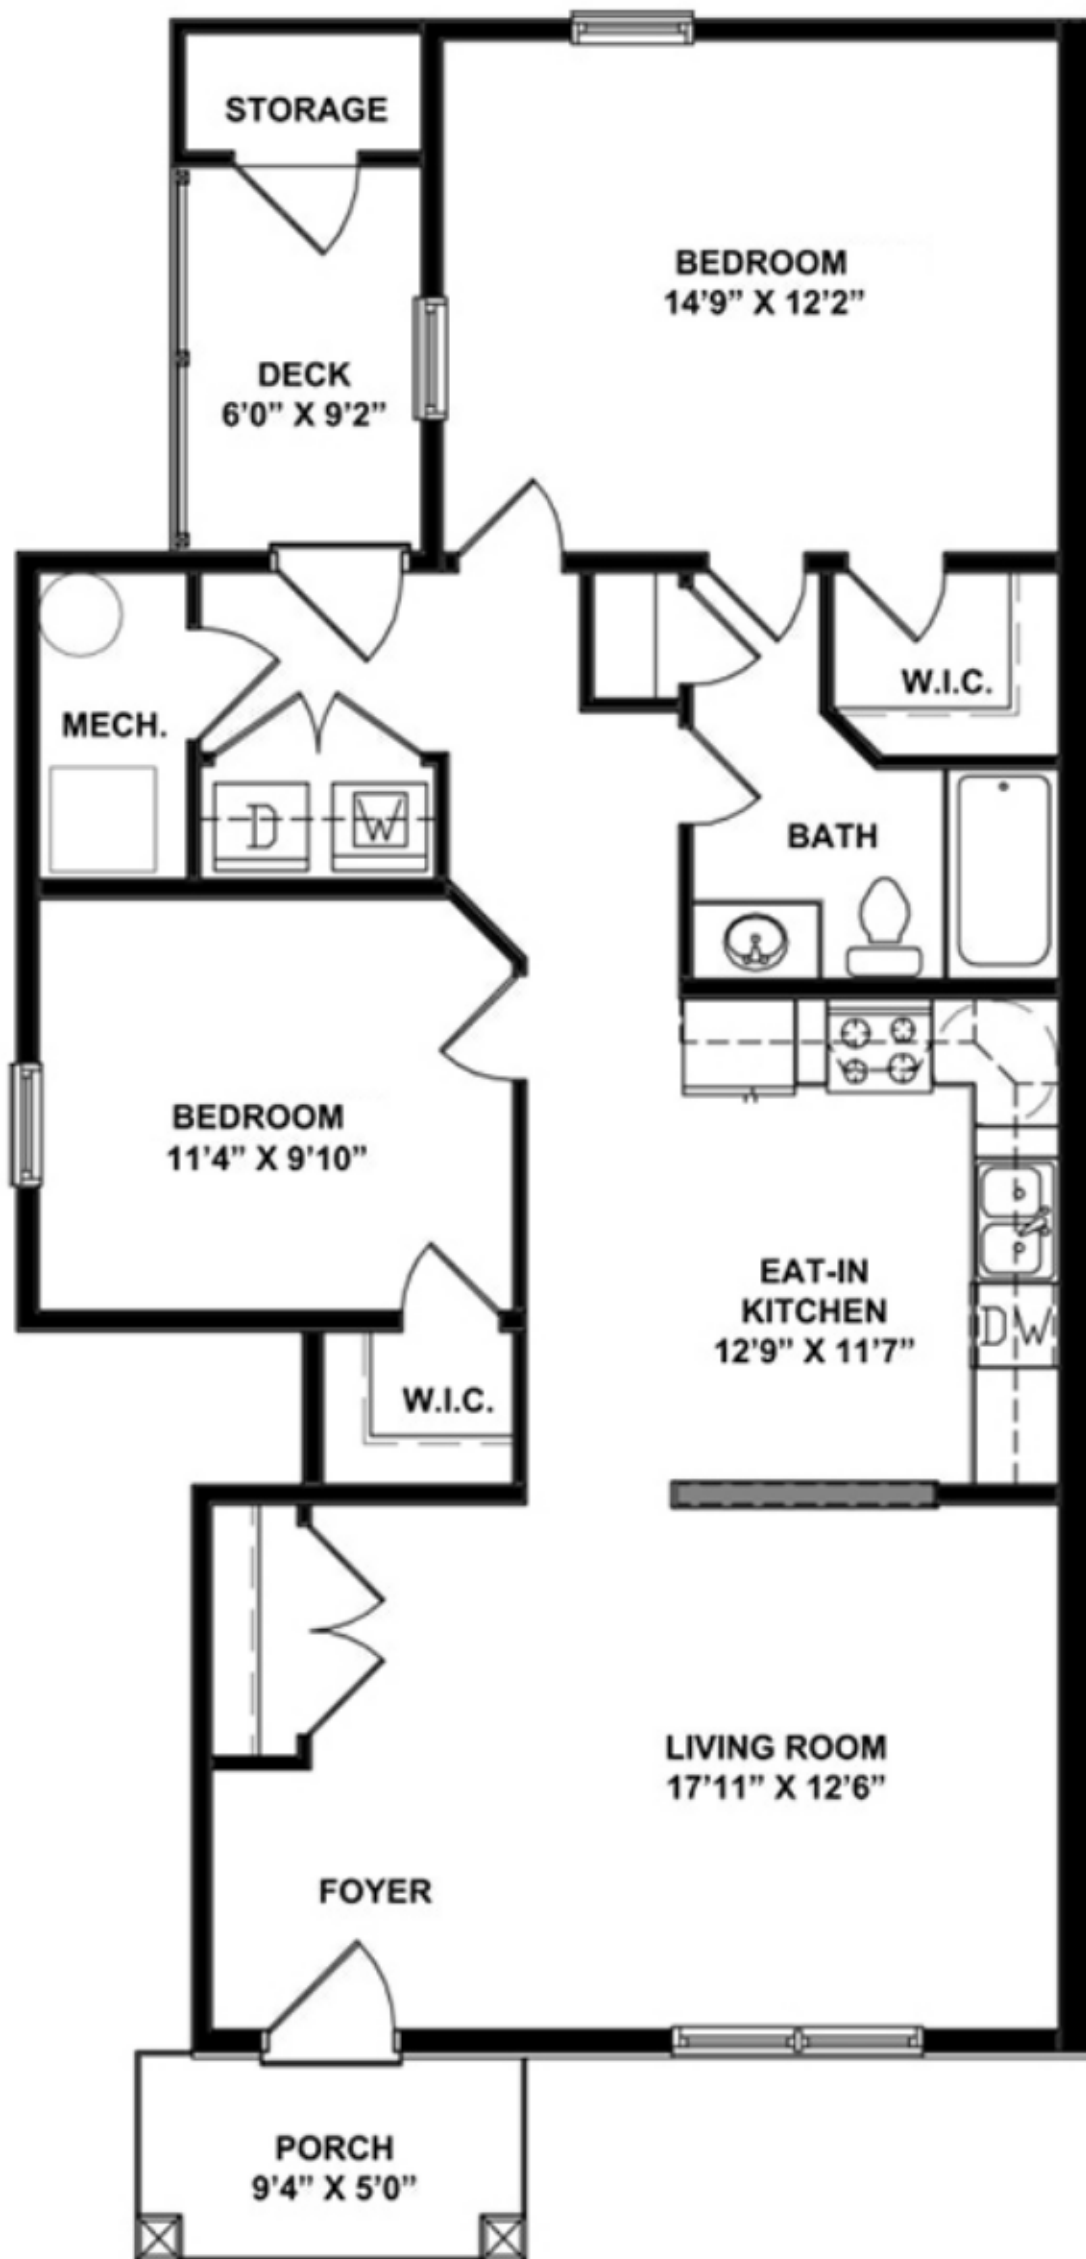 STORAGE
BEDROOM
14’9” X 12’2”
DECK
6’0” X 9’2”
W.I.C.
MECH.
D
W
BATH
BEDROOM
11’4” X 9’10”
EAT-IN
KITCHEN
12’9” X 11’7”
DW
W.I.C.
LIVING ROOM
17’11” X 12’6”
FOYER
PORCH
9’4” X 5’0”